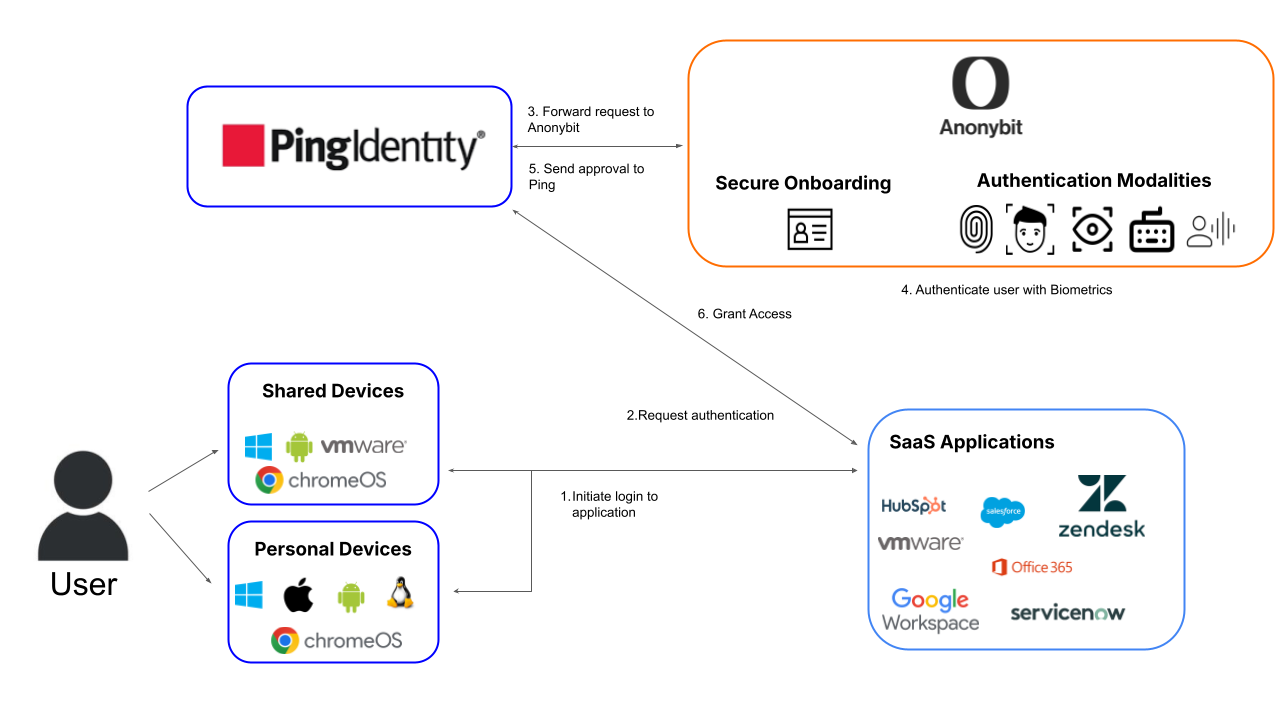 PingIdentity®
3. Forward request to
Anonybit
5. Send approval to
Ping
Anonybit
Secure Onboarding
Authentication Modalities
4. Authenticate user with Biometrics
6. Grant Access
2.Request authentication
1.Initiate login to
application
User
Shared Devices
vmware®
chromeOS
Personal Devices
chromeOS
SaaS Applications
HubSpot
salesforce
zendesk
vmware®
Office 365
Google
Workspace
servicenow